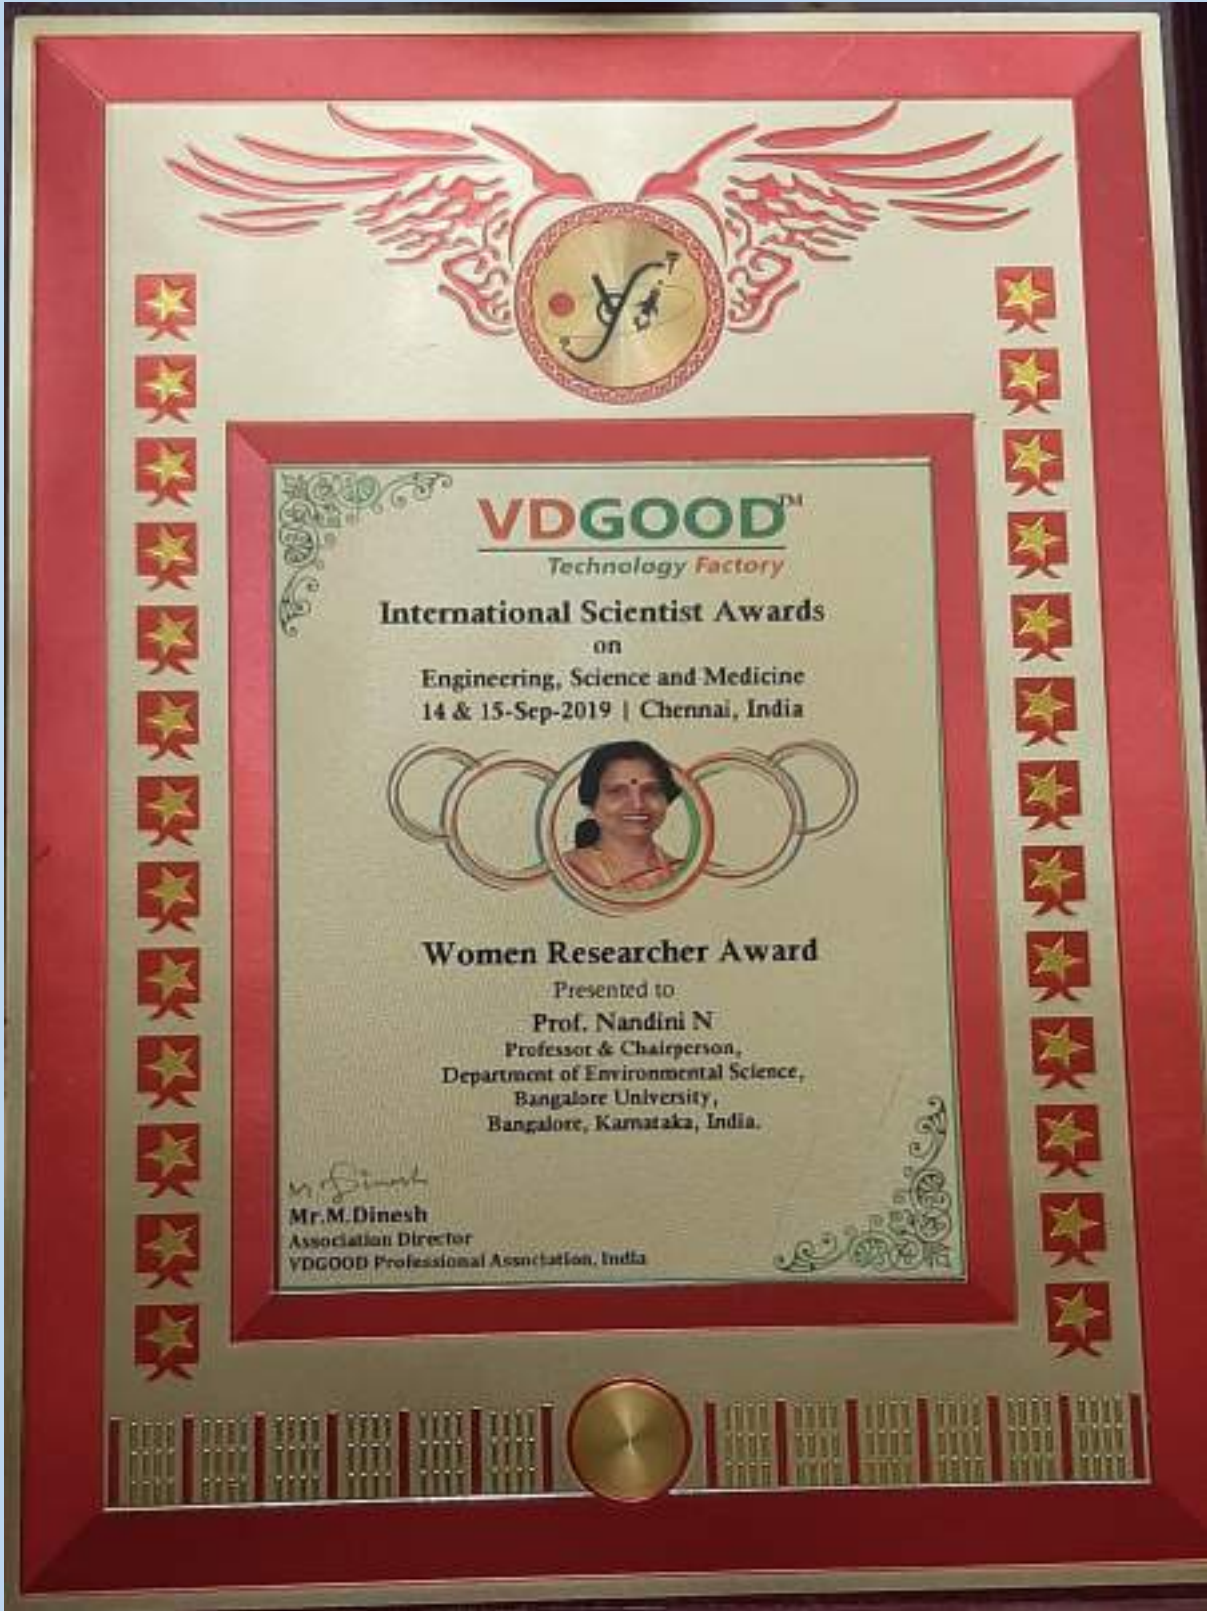 VDGOOD™
Technology Factory
International Scientist Awards
on
Engineering, Science and Medicine
14 & 15-Sep-2019 | Chennai, India
Women Researcher Award
Presented to
Prof. Nandini N
Professor & Chairperson,
Department of Environmental Science,
Bangalore University,
Bangalore, Karnataka, India.
M. Dinesh
Mr.M.Dinesh
Association Director
VDGOOD Professional Association, India